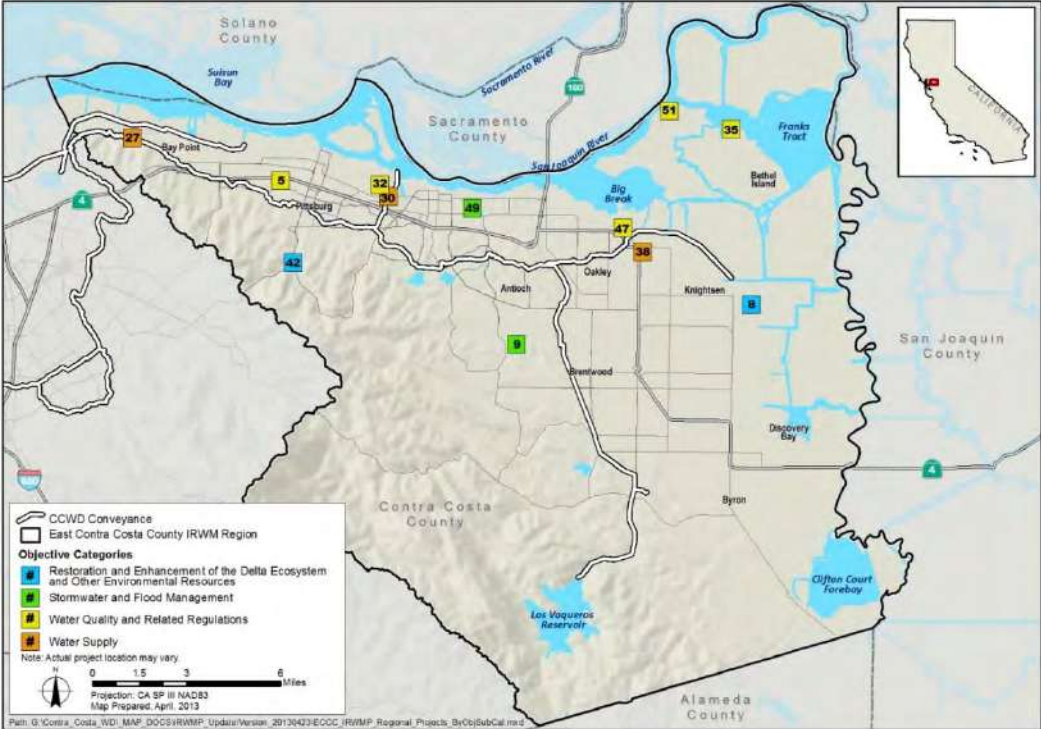 Solano
County
Suisun
Bay
Sacramento River
160
Sacramento
County
51
35
Franks
Tract
CALIFORNIA
27
Bay Point
San Joaquin River
Bethel
Island
5
32
30
Big
Break
4
Pittsburg
49
47
38
42
Oakley
Antioch
Knightsen
8
9
San Joaquin
County
Brentwood
Discovery
Bay
4
680
Byron
Contra Costa
County
Clifton Court
Forebay
Los Vaqueros
Reservoir
Alameda
County
CCWD Conveyance
East Contra Costa County IRWM Region
Objective Categories
# Restoration and Enhancement of the Delta Ecosystem
and Other Environmental Resources
# Stormwater and Flood Management
# Water Quality and Related Regulations
# Water Supply
Note: Actual project location may vary.
N
0 1.5 3 6
Miles
Projection: CA SP III NAD83
Map Prepared: April, 2013